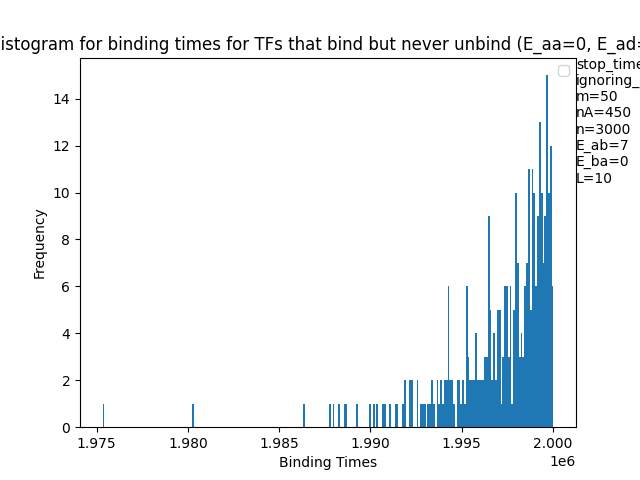 istogram for binding times for TFs that bind but never unbind (E_aa=0, E_ad=
stop_time
ignoring_
m=50
nA=450
n=3000
E_ab=7
E_ba=0
L=10
Frequency
14
12
10
8
6
4
2
0
1.975 1.980 1.985 1.990 1.995 2.000
1e6
Binding Times